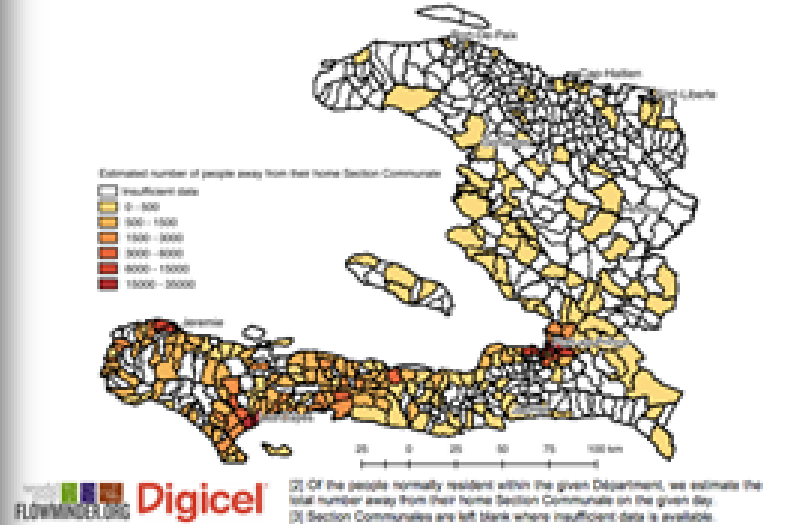 Port-De-Paix
Cap-Haitien
Fort-Liberte
Estimated number of people away from their home Section Communale
Insufficient data
0 - 500
500 - 1500
1500 - 3000
3000 - 6000
6000 - 15000
15000 - 35000
Jeremie
25 0 25 50 75 100 km
FLOWMINDER.ORG
Digicel
[2] Of the people normally resident within the given Départment, we estimate the
total number away from their home Section Communale on the given day.
[3] Section Communales are left blank where insufficient data is available.